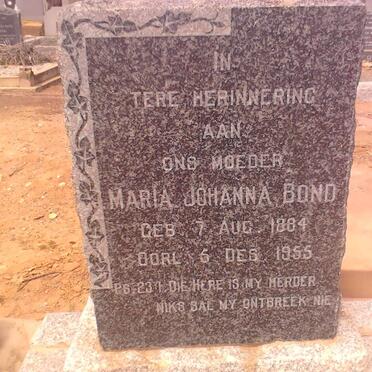 IN
TERE HERINNERING
AAN
ONS MOEDER
MARIA JOHANNA BOND
GEB. 7 AUG. 1884
OORL. 5 DES. 1955
PS. 23:1. DIE HERE IS MY HERDER
NIKS SAL MY ONTBREEK NIE